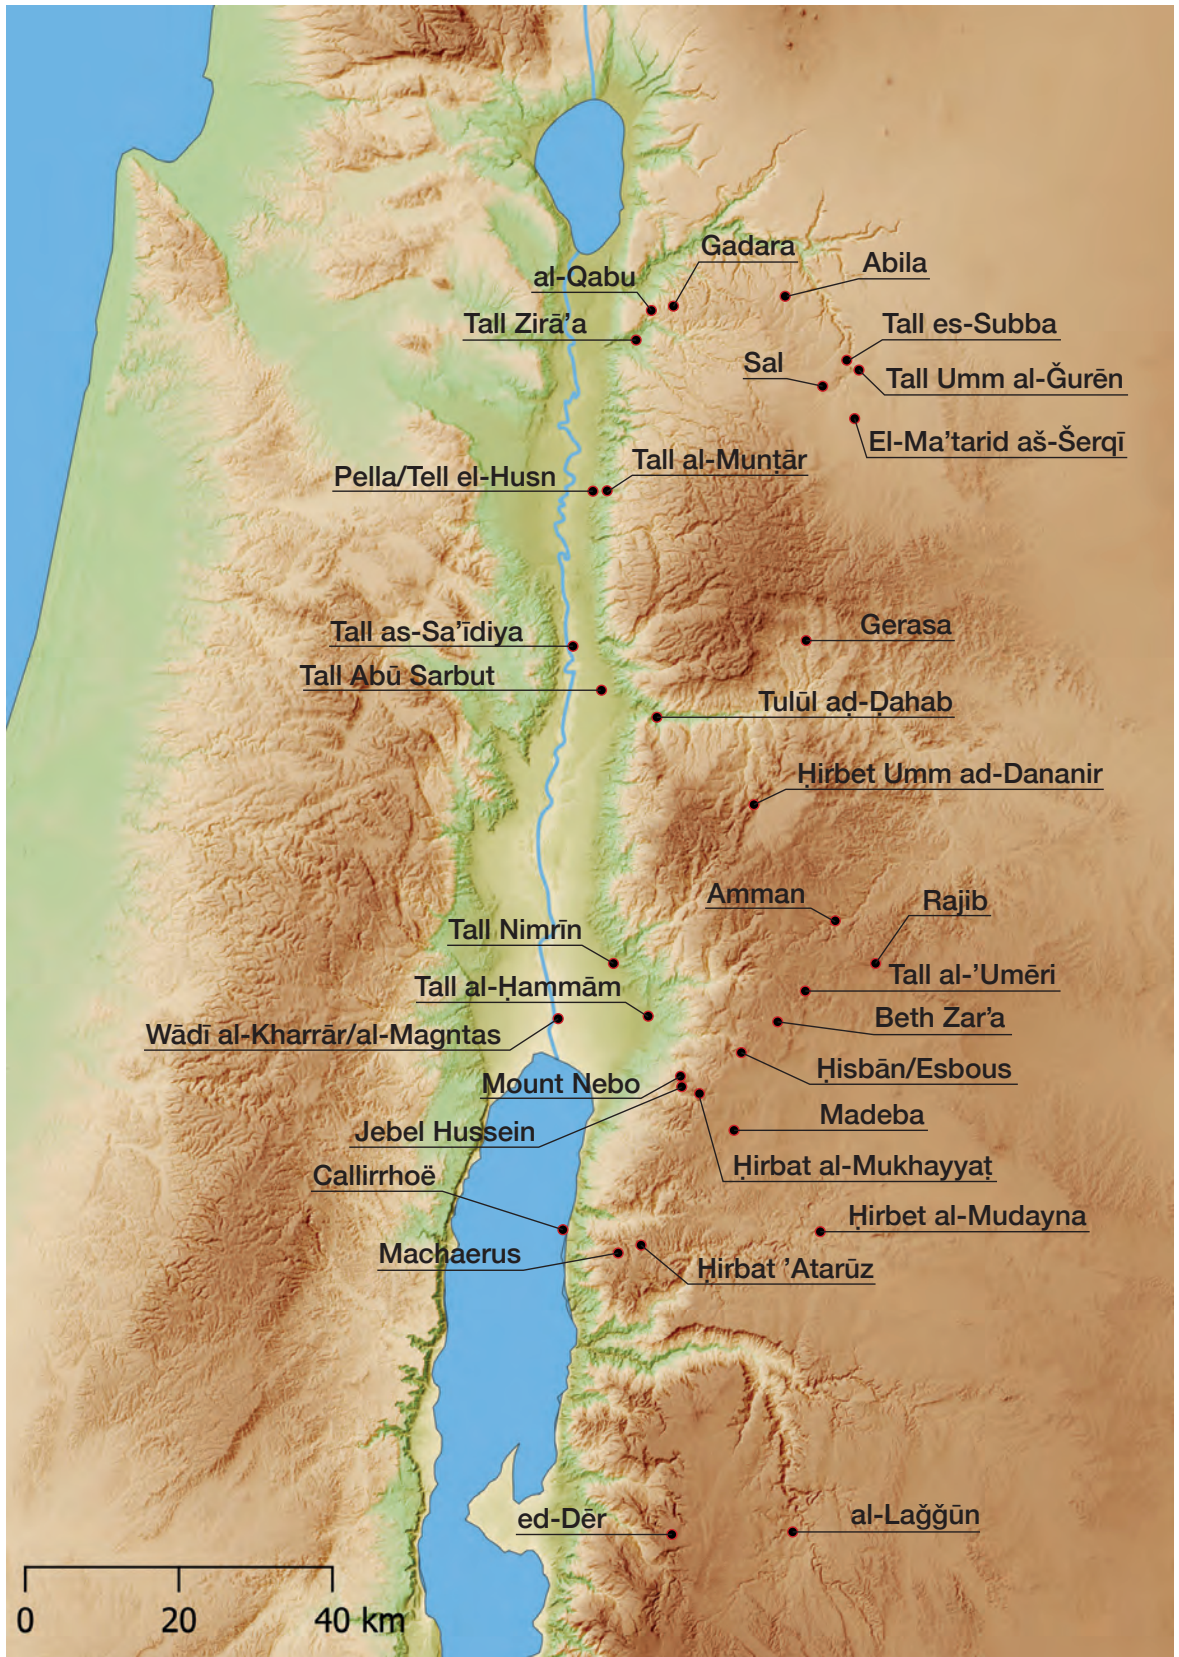 Gadara
Abila
al-Qabu
Tall Zirā’a
Tall es-Subba
Sal
Tall Umm al-Ğurēn
El-Ma’tarid aš-Šerqī
Tall al-Munṭār
Pella/Tell el-Husn
Gerasa
Tall as-Sa’īdiya
Tall Abū Sarbut
Tulūl aḍ-Ḍahab
Ḥirbet Umm ad-Dananir
Amman
Rajib
Tall Nimrīn
Tall al-’Umēri
Tall al-Ḥammām
Beth Zar’a
Wādī al-Kharrār/al-Magntas
Ḥisbān/Esbous
Mount Nebo
Madeba
Jebel Hussein
Ḥirbat al-Mukhayyaṭ
Callirrhoë
Ḥirbet al-Mudayna
Machaerus
Ḥirbat ’Atarūz
ed-Dēr
al-Lağğūn
0 20 40 km